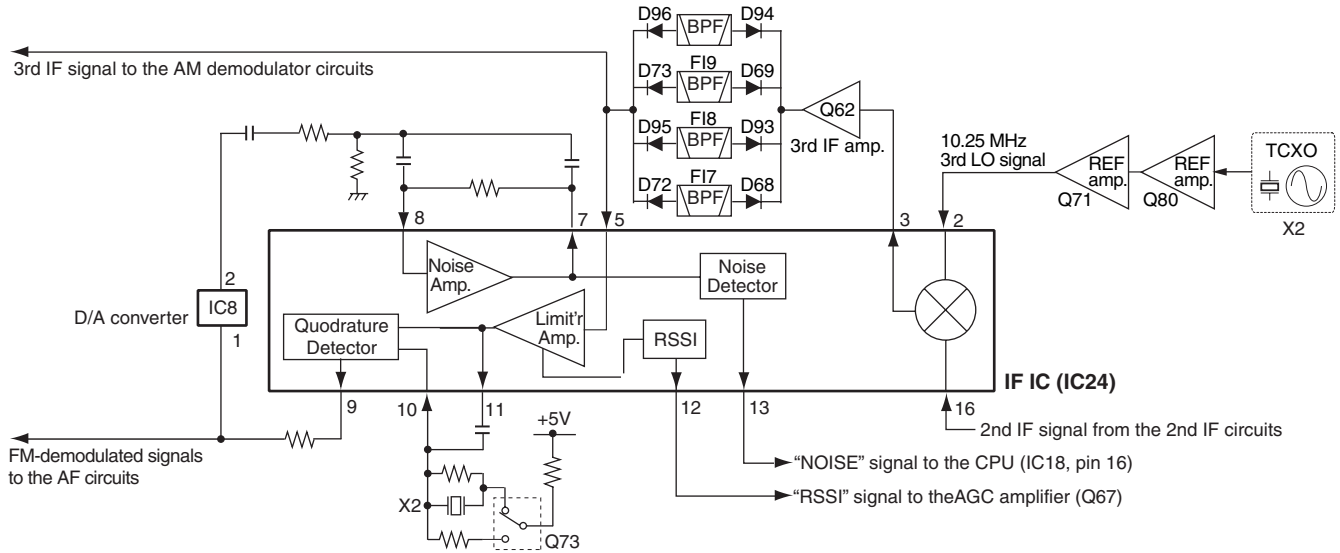 D96
BPF
D94
3rd IF signal to the AM demodulator circuits
D73
FI9
BPF
D69
D95
FI8
BPF
D93
D72
FI7
BPF
D68
Q62
3rd IF amp.
10.25 MHz
3rd LO signal
REF
amp.
Q71
REF
amp.
Q80
TCXO
X2
8
7
5
3
2
Noise
Amp.
Noise
Detector
2
IC8
1
D/A converter
Quodrature
Detector
Limit'r
Amp.
RSSI
IF IC (IC24)
9
10
11
12
13
16
+5V
2nd IF signal from the 2nd IF circuits
FM-demodulated signals
to the AF circuits
"NOISE" signal to the CPU (IC18, pin 16)
"RSSI" signal to theAGC amplifier (Q67)
X2
Q73